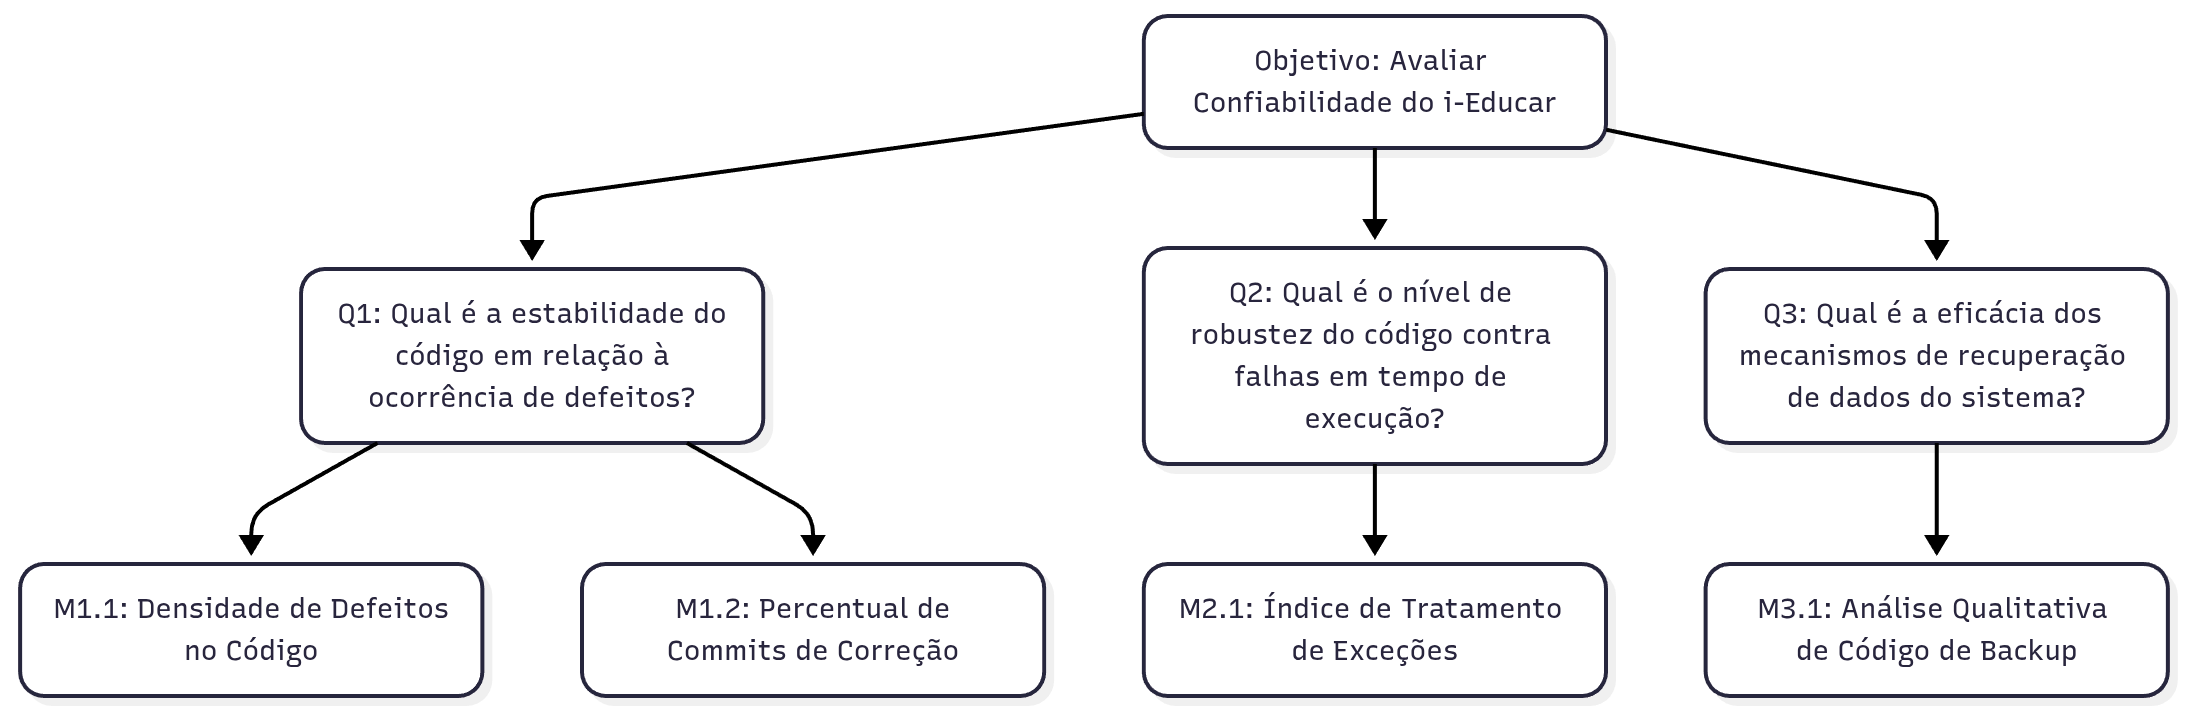 Objetivo: Avaliar
Confiabilidade do i-Educar
Q1: Qual é a estabilidade do
código em relação à
ocorrência de defeitos?
Q2: Qual é o nível de
robustez do código contra
falhas em tempo de
execução?
Q3: Qual é a eficácia dos
mecanismos de recuperação
de dados do sistema?
M1.1: Densidade de Defeitos
no Código
M1.2: Percentual de
Commits de Correção
M2.1: Índice de Tratamento
de Exceções
M3.1: Análise Qualitativa
de Código de Backup